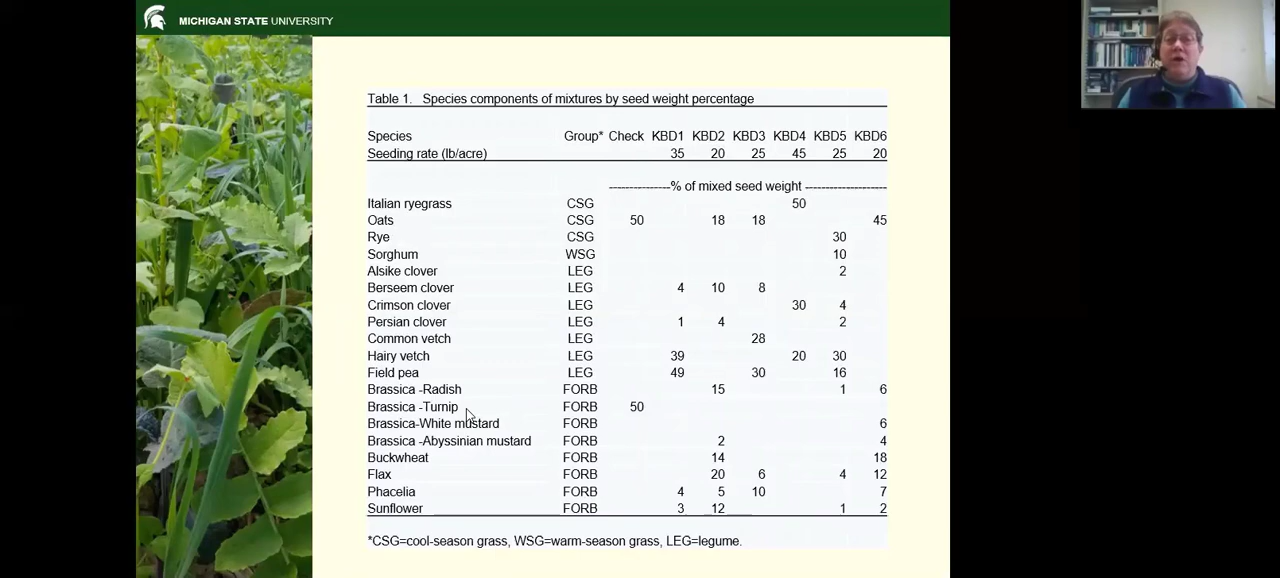 MICHIGAN STATE UNIVERSITY
Table 1. Species components of mixtures by seed weight percentage
Species Group* Check KBD1 KBD2 KBD3 KBD4 KBD5 KBD6
Seeding rate (lb/acre) 35 20 25 45 25 20
---------------% of mixed seed weight --------------------
Italian ryegrass CSG 50
Oats CSG 50 18 18 45
Rye CSG 30
Sorghum WSG 10
Alsike clover LEG 2
Berseem clover LEG 4 10 8
Crimson clover LEG 30 4
Persian clover LEG 1 4 2
Common vetch LEG 28
Hairy vetch LEG 39 20 30
Field pea LEG 49 30 16
Brassica -Radish FORB 15 1 6
Brassica -Turnip FORB 50
Brassica-White mustard FORB 6
Brassica -Abyssinian mustard FORB 2 4
Buckwheat FORB 14 18
Flax FORB 20 6 4 12
Phacelia FORB 4 5 10 7
Sunflower FORB 3 12 1 2
*CSG=cool-season grass, WSG=warm-season grass, LEG=legume.